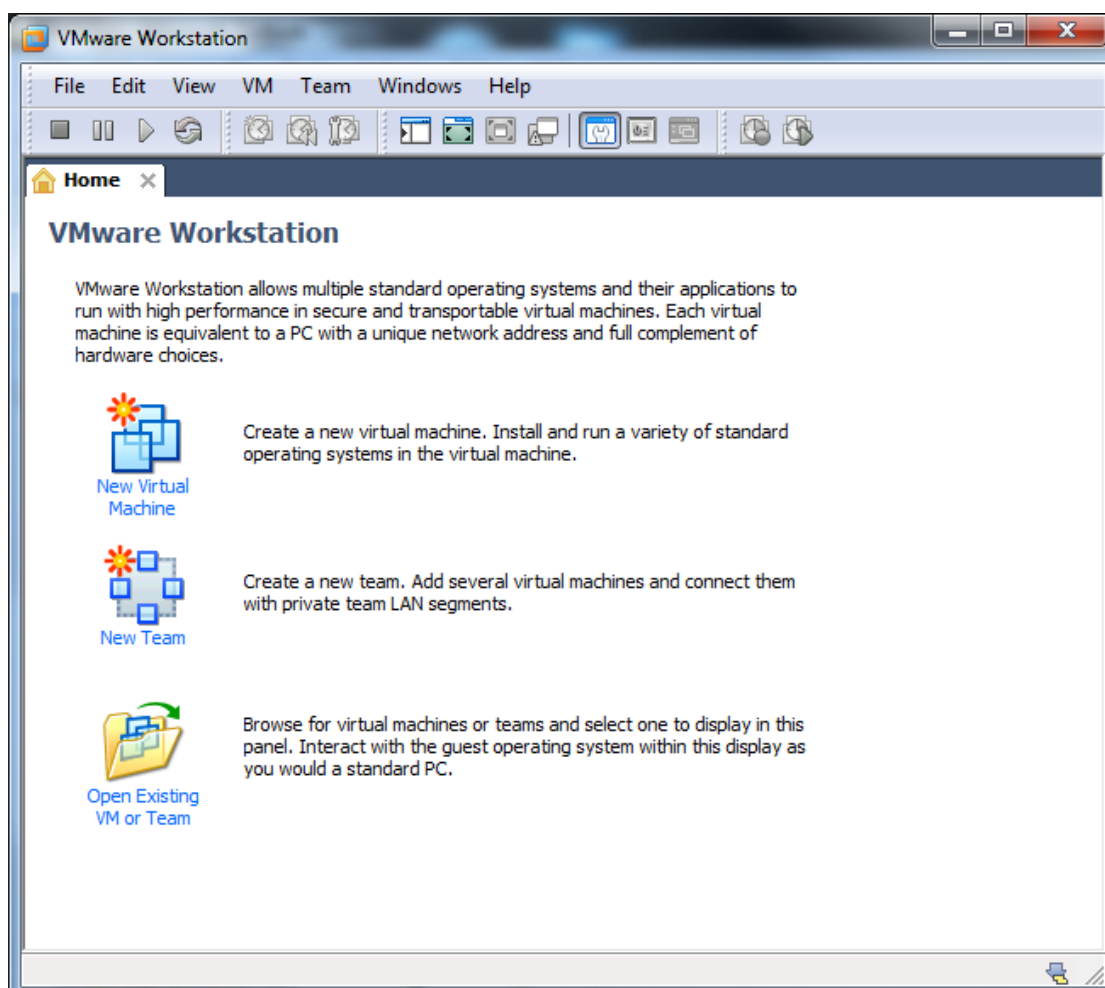 VMware Workstation
File Edit View VM Team Windows Help
Home
VMware Workstation
VMware Workstation allows multiple standard operating systems and their applications to
run with high performance in secure and transportable virtual machines. Each virtual
machine is equivalent to a PC with a unique network address and full complement of
hardware choices.
New Virtual
Machine
Create a new virtual machine. Install and run a variety of standard
operating systems in the virtual machine.
New Team
Create a new team. Add several virtual machines and connect them
with private team LAN segments.
Open Existing
VM or Team
Browse for virtual machines or teams and select one to display in this
panel. Interact with the guest operating system within this display as
you would a standard PC.